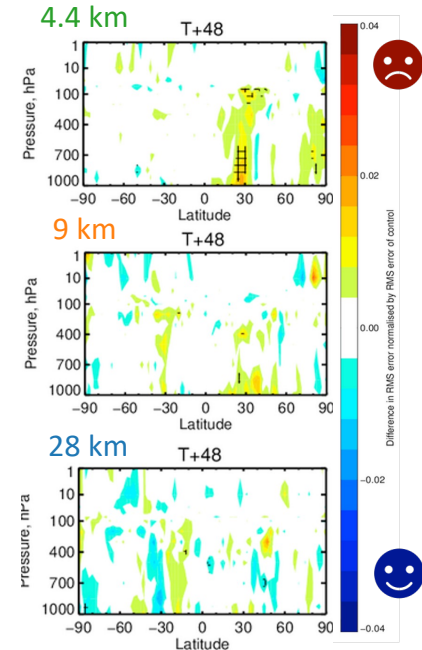 4.4 km
T+48
1
10
100
400
700
1000
Pressure, hPa
−90 −60 −30 0 30 60 90
Latitude
9 km
T+48
1
10
100
400
700
1000
Pressure, hPa
−90 −60 −30 0 30 60 90
Latitude
28 km
T+48
1
10
100
400
700
1000
Pressure, hPa
−90 −60 −30 0 30 60 90
Latitude
0.04
0.02
0.00
−0.02
−0.04
Difference in RMS error normalised by RMS error of control